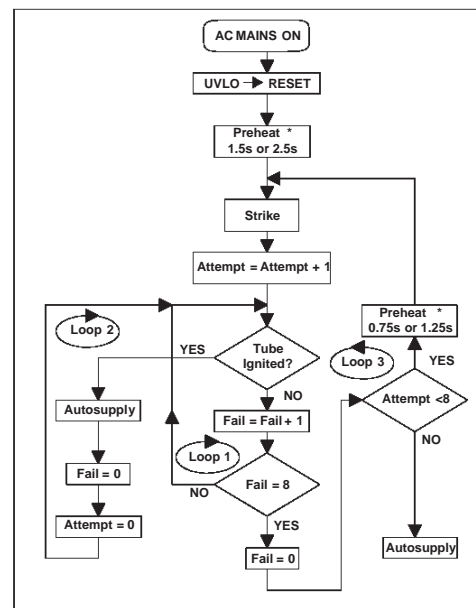 AC MAINS ON
UVLO → RESET
Preheat *
1.5s or 2.5s
Strike
Attempt = Attempt + 1
Preheat *
0.75s or 1.25s
Loop 2
Loop 3
YES
Tube
Ignited?
YES
NO
Attempt <8
Autosupply
Fail = Fail + 1
NO
Loop 1
Fail = 0
NO
Fail = 8
YES
Attempt = 0
Fail = 0
Autosupply